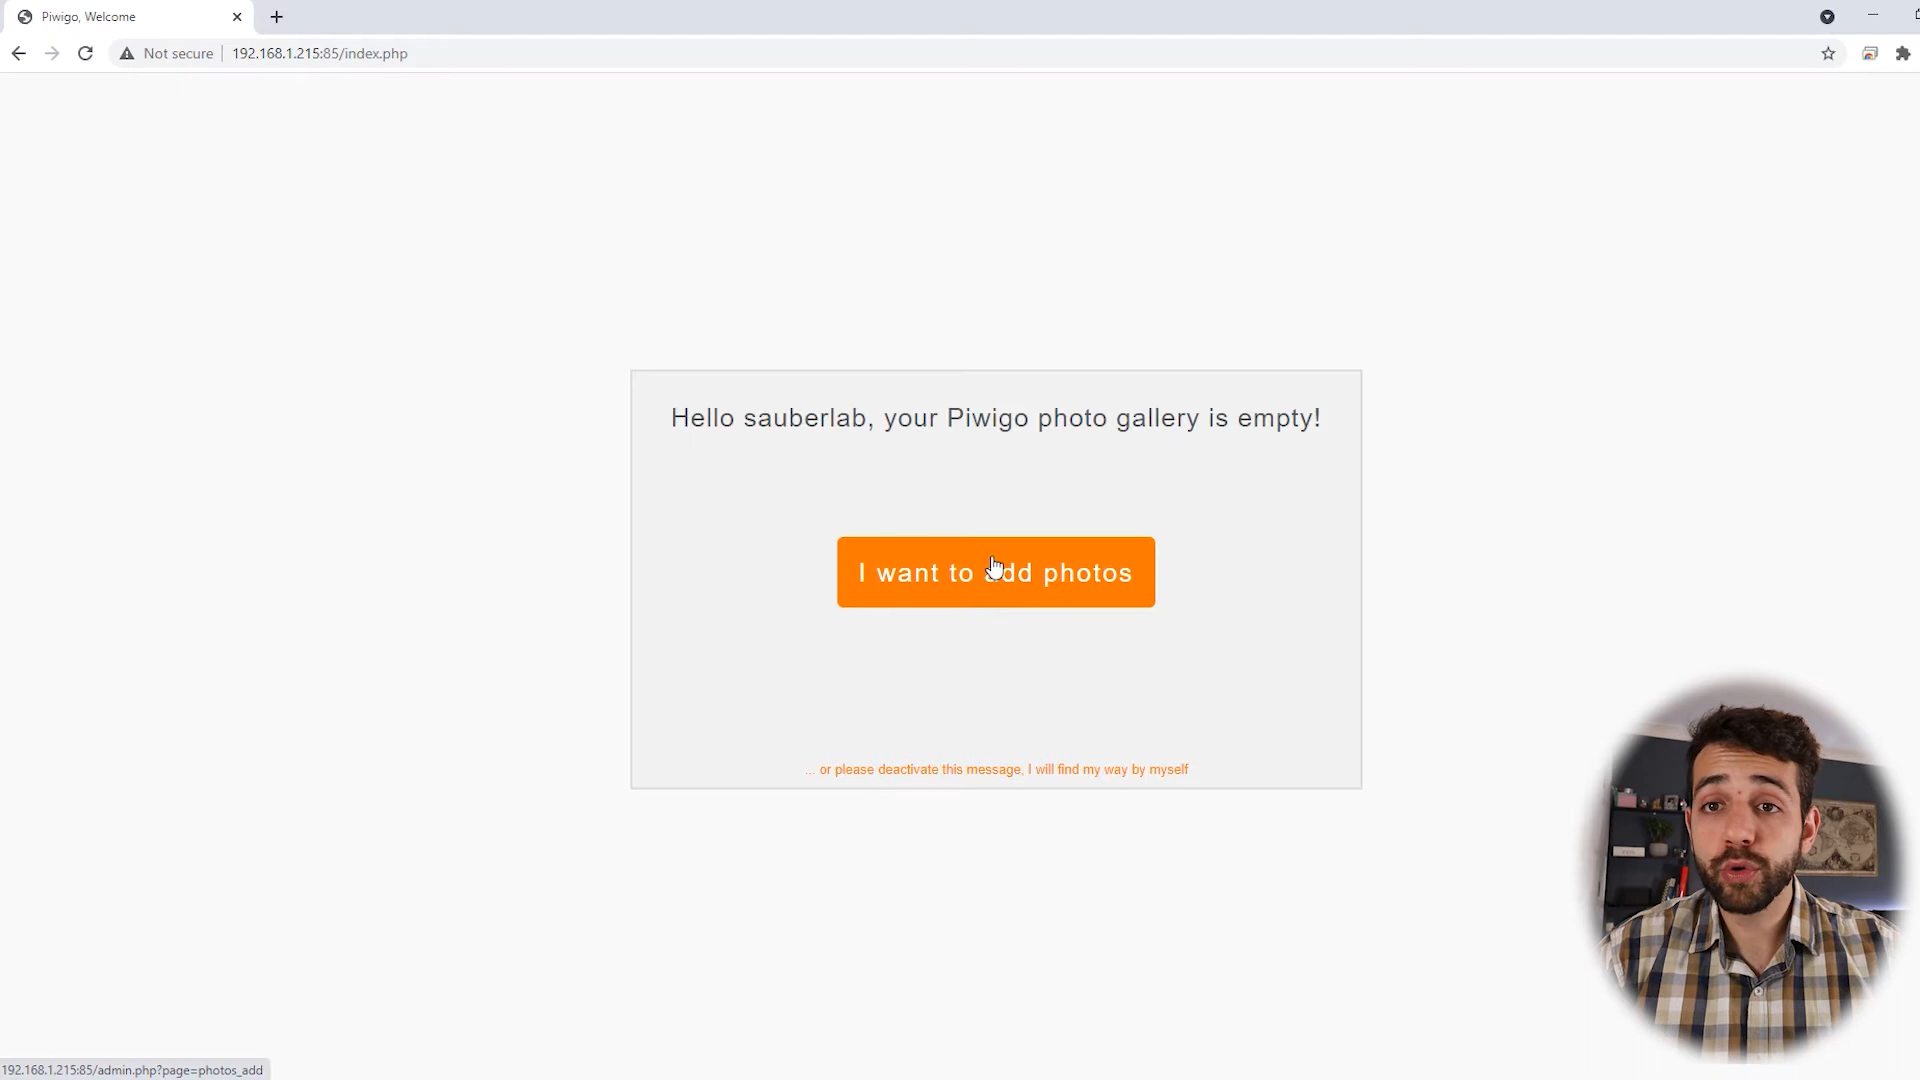 Piwigo, Welcome
Not secure
192.168.1.215:85/index.php
Hello sauberlab, your Piwigo photo gallery is empty!
I want to add photos
... or please deactivate this message, I will find my way by myself
192.168.1.215:85/admin.php?page=photos_add